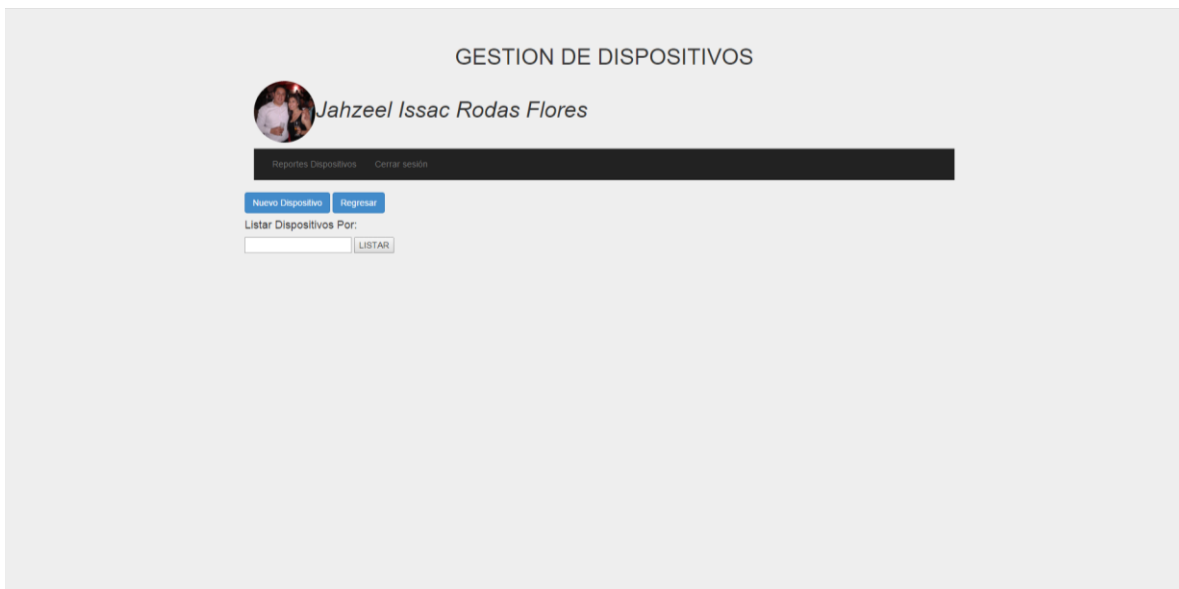 GESTION DE DISPOSITIVOS
Jahzeel Issac Rodas Flores
Reportes Dispositivos Cerrar sesión
Nuevo Dispositivo Regresar
Listar Dispositivos Por:
LISTAR